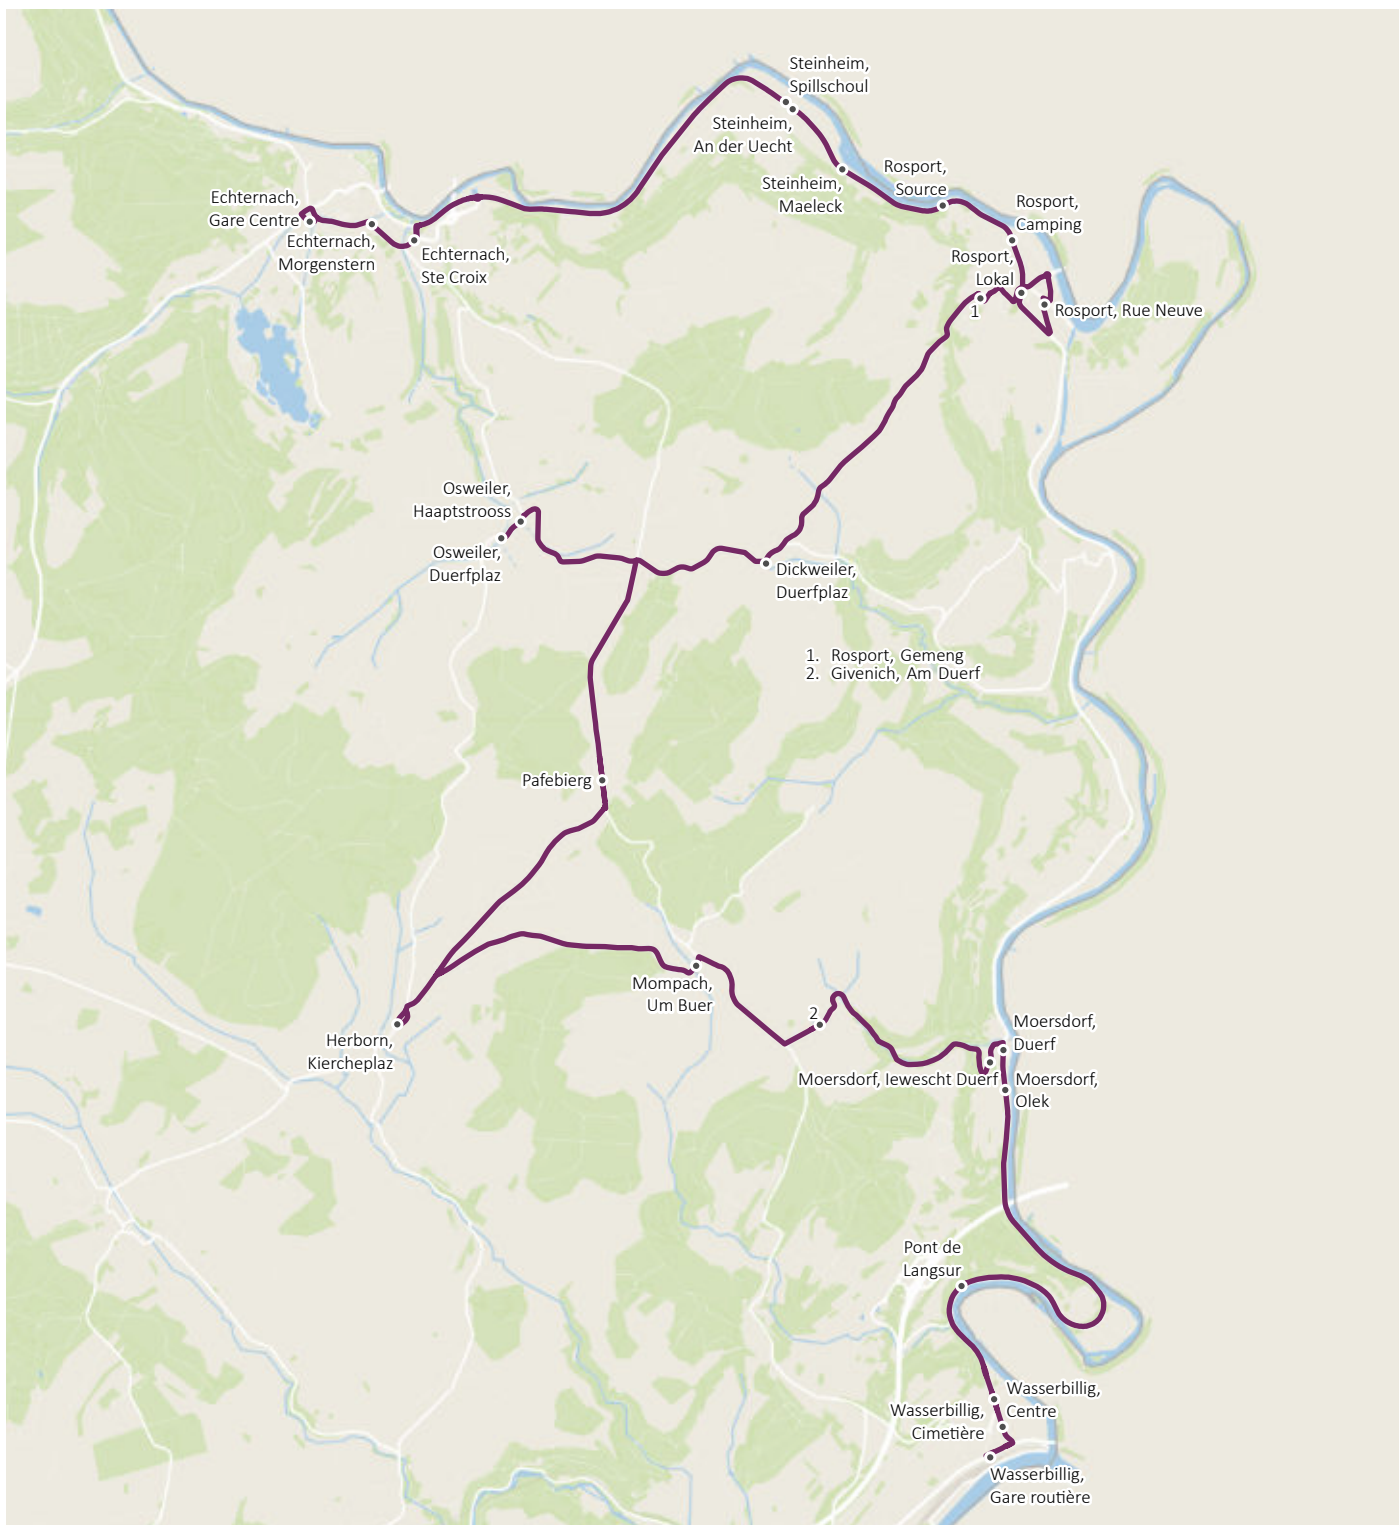 Steinheim,
Spillschoul
Steinheim,
An der Uecht
Steinheim,
Maeleck
Rosport,
Source
Rosport,
Camping
Echternach,
Gare Centre
Echternach,
Morgenstern
Echternach,
Ste Croix
Rosport,
Lokal
1
Rosport, Rue Neuve
Osweiler,
Haaptstrooss
Osweiler,
Duerfplaz
Dickweiler,
Duerfplaz
1. Rosport, Gemeng
2. Givenich, Am Duerf
Pafebierg
Mompach,
Um Buer
2
Herborn,
Kiercheplaz
Moersdorf,
Duerf
Moersdorf, Iewescht Duerf
Moersdorf,
Olek
Pont de
Langsur
Wasserbillig,
Centre
Wasserbillig,
Cimetière
Wasserbillig,
Gare routière